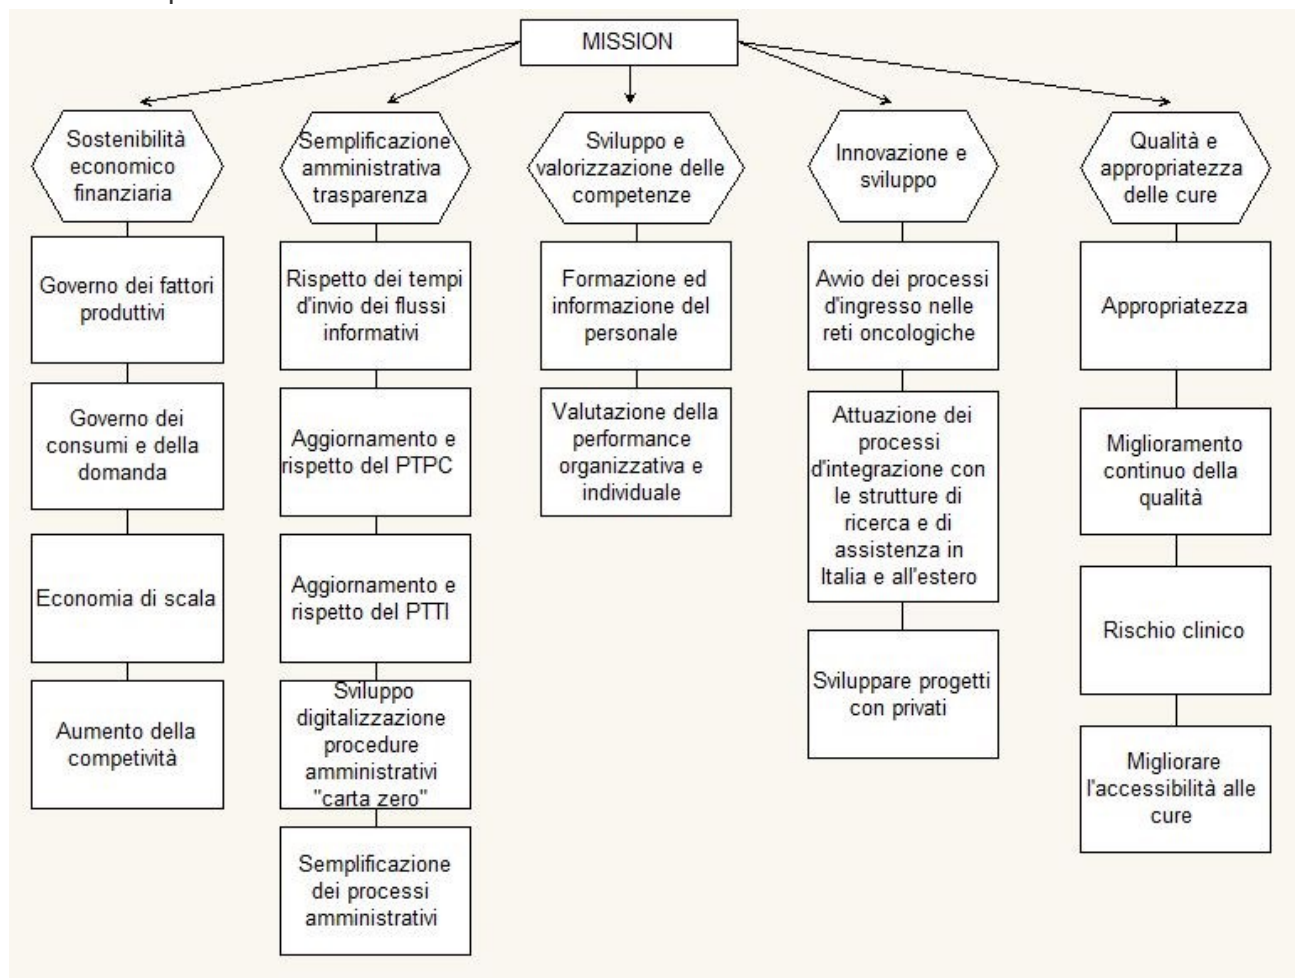 MISSION
Sostenibilità
economico
finanziaria
Governo dei fattori
produttivi
Governo dei
consumi e della
domanda
Economia di scala
Aumento della
competività
Semplificazione
amministrativa
trasparenza
Rispetto dei tempi
d'invio dei flussi
informativi
Aggiornamento e
rispetto del PTPC
Aggiornamento e
rispetto del PTTI
Sviluppo
digitalizzazione
procedure
amministrativi
"carta zero"
Semplificazione
dei processi
amministrativi
Sviluppo e
valorizzazione delle
competenze
Formazione ed
informazione del
personale
Valutazione della
performance
organizzativa e
individuale
Innovazione e
sviluppo
Avvio dei processi
d'ingresso nelle
reti oncologiche
Attuazione dei
processi
d'integrazione con
le strutture di
ricerca e di
assistenza in
Italia e all'estero
Sviluppare progetti
con privati
Qualità e
appropriatezza
delle cure
Appropriatezza
Miglioramento
continuo della
qualità
Rischio clinico
Migliorare
l'accessibilità alle
cure